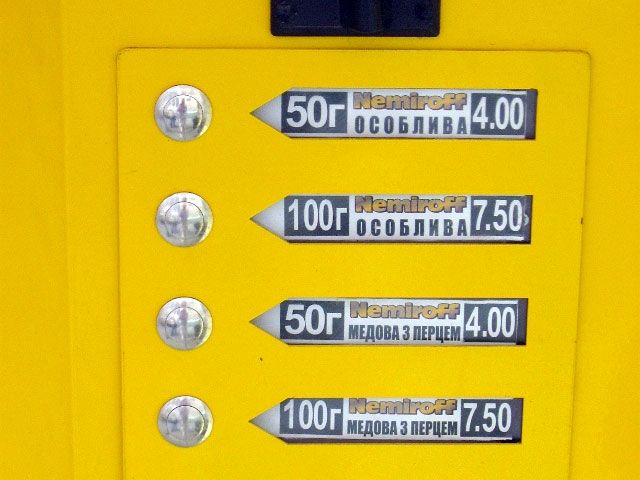 50г Nemiroff 4.00
ОСОБЛИВА
100г Nemiroff 7.50
ОСОБЛИВА
50г Nemiroff 4.00
МЕДОВА З ПЕРЦЕМ
100г Nemiroff 7.50
МЕДОВА З ПЕРЦЕМ